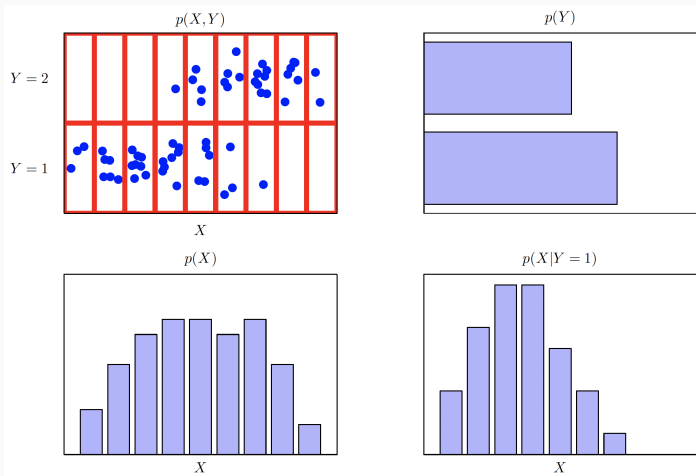 p(X, Y)
p(Y)
Y = 2
Y = 1
X
p(X)
p(X|Y = 1)
X
X